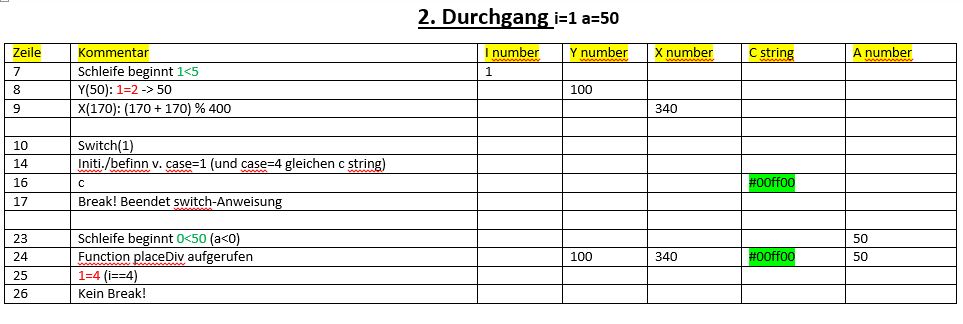 2. Durchgang i=1 a=50
Zeile Kommentar I number Y number X number C string A number
7 Schleife beginnt 1<5 1
8 Y(50): 1=2 -> 50 100
9 X(170): (170 + 170) % 400 340
10 Switch(1)
14 Initi./befinn v. case=1 (und case=4 gleichen c string)
16 c #00ff00
17 Break! Beendet switch-Anweisung
23 Schleife beginnt 0<50 (a<0) 50
24 Function placeDiv aufgerufen 100 340 #00ff00 50
25 1=4 (i==4)
26 Kein Break!